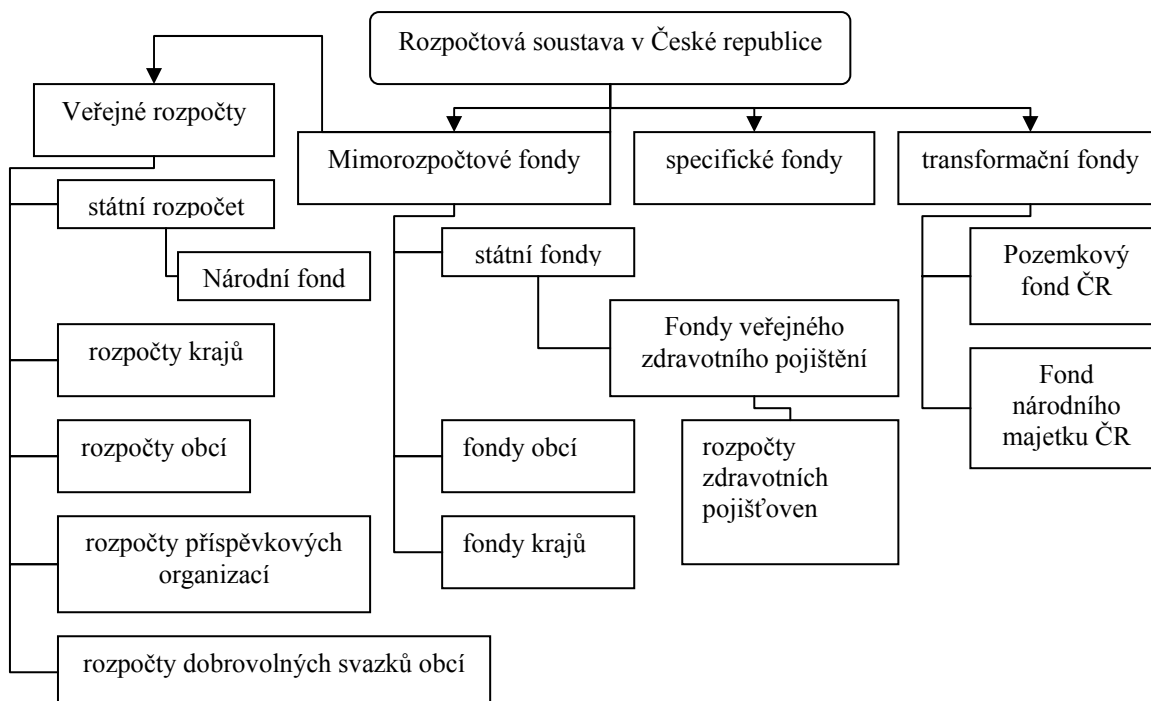 Rozpočtová soustava v České republice
Veřejné rozpočty
státní rozpočet
Národní fond
rozpočty krajů
rozpočty obcí
rozpočty příspěvkových
organizací
rozpočty dobrovolných svazků obcí
Mimorozpočtové fondy
státní fondy
Fondy veřejného
zdravotního pojištění
rozpočty
zdravotních
pojišťoven
fondy obcí
fondy krajů
specifické fondy
transformační fondy
Pozemkový
fond ČR
Fond
národního
majetku ČR